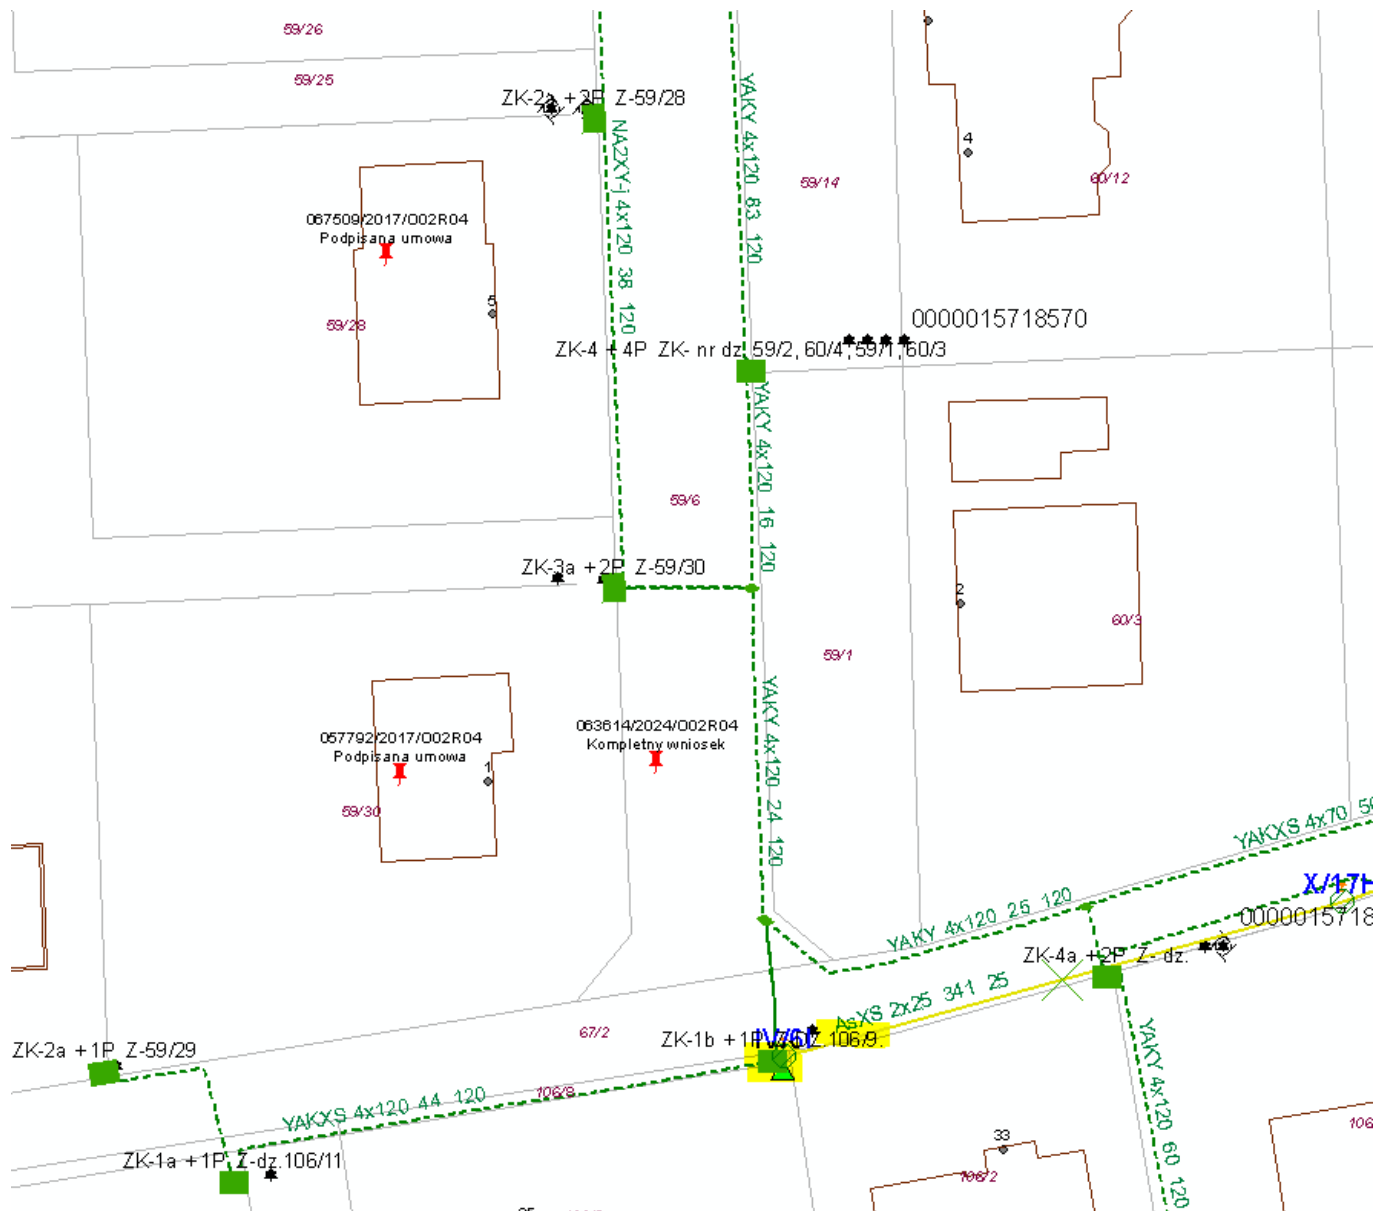 59/26
59/25
ZK-2a +2P Z-59/28
NA2XY-j 4x120 38 120
YAKY 4x120 83 120
59/14
4
60/12
067509/2017/O02R04
Podpisana umowa
5
59/28
0000015718570
ZK-4 + 4P ZK- nr dz. 59/2, 60/4, 59/1, 60/3
YAKY 4x120 16 120
59/6
ZK-3a +2P Z-59/30
2
60/3
59/1
YAKY 4x120 24 120
063614/2024/O02R04
Kompletny wniosek
057792/2017/O02R04
Podpisana umowa
1
59/30
YAKXS 4x70 50
X/17H
YAKY 4x120 25 120
0000015718
ZK-4a +2P Z- dz.
AsXS 2x25 341 25
67/2
ZK-1b + 1P Z-DZ.106/9.
ZK-2a +1P Z-59/29
106/8
YAKXS 4x120 44 120
YAKY 4x120 60 120
106
33
ZK-1a +1P Z-dz.106/11
106/2